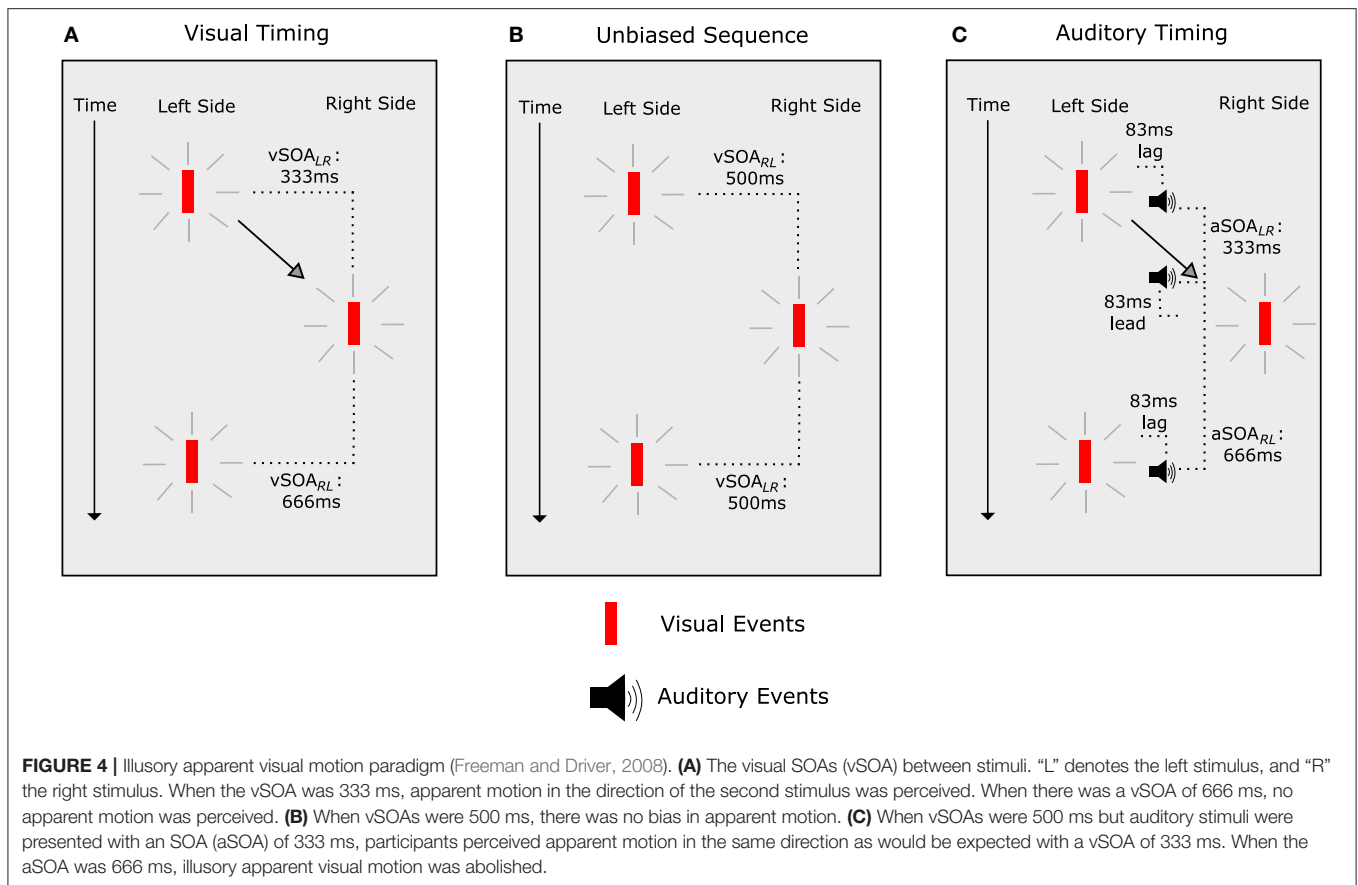 A Visual Timing
Time Left Side Right Side
vSOALR:
333ms
vSOARL:
666ms
B Unbiased Sequence
Time Left Side Right Side
vSOARL:
500ms
vSOALR:
500ms
C Auditory Timing
Time Left Side Right Side
83ms
lag
aSOALR:
333ms
83ms
lead
83ms
lag
aSOARL:
666ms
Visual Events
Auditory Events
FIGURE 4 | Illusory apparent visual motion paradigm (Freeman and Driver, 2008). (A) The visual SOAs (vSOA) between stimuli. “L” denotes the left stimulus, and “R”
the right stimulus. When the vSOA was 333 ms, apparent motion in the direction of the second stimulus was perceived. When there was a vSOA of 666 ms, no
apparent motion was perceived. (B) When vSOAs were 500 ms, there was no bias in apparent motion. (C) When vSOAs were 500 ms but auditory stimuli were
presented with an SOA (aSOA) of 333 ms, participants perceived apparent motion in the same direction as would be expected with a vSOA of 333 ms. When the
aSOA was 666 ms, illusory apparent visual motion was abolished.